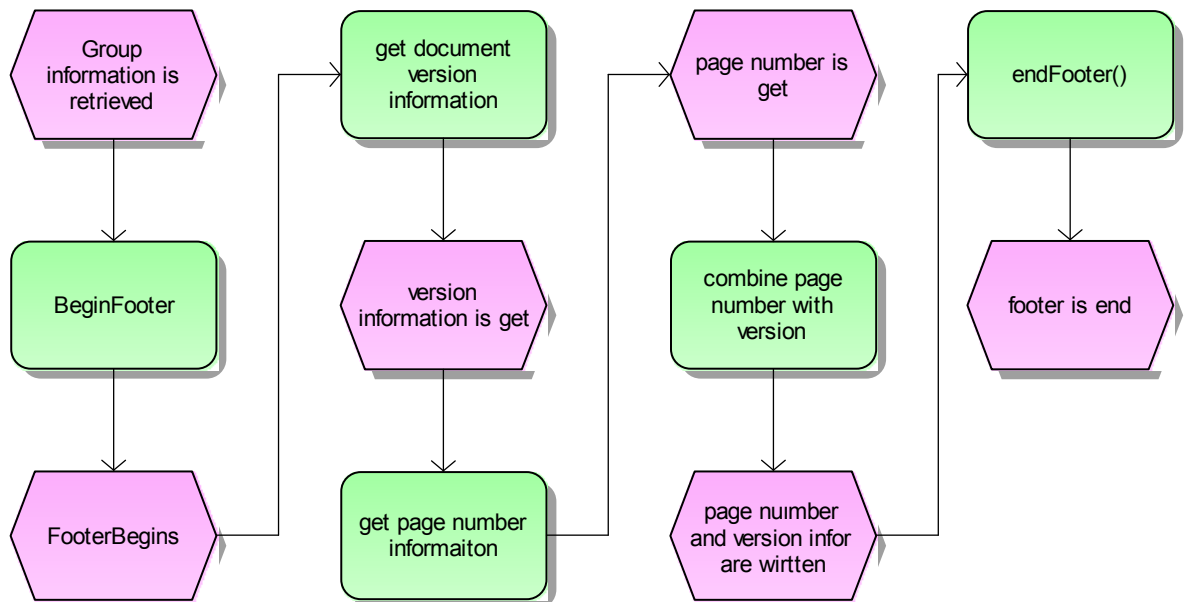 Group
information is
retrieved
BeginFooter
FooterBegins
get document
version
information
version
information is get
get page number
informaiton
page number is
get
combine page
number with
version
page number
and version infor
are wirtten
endFooter()
footer is end